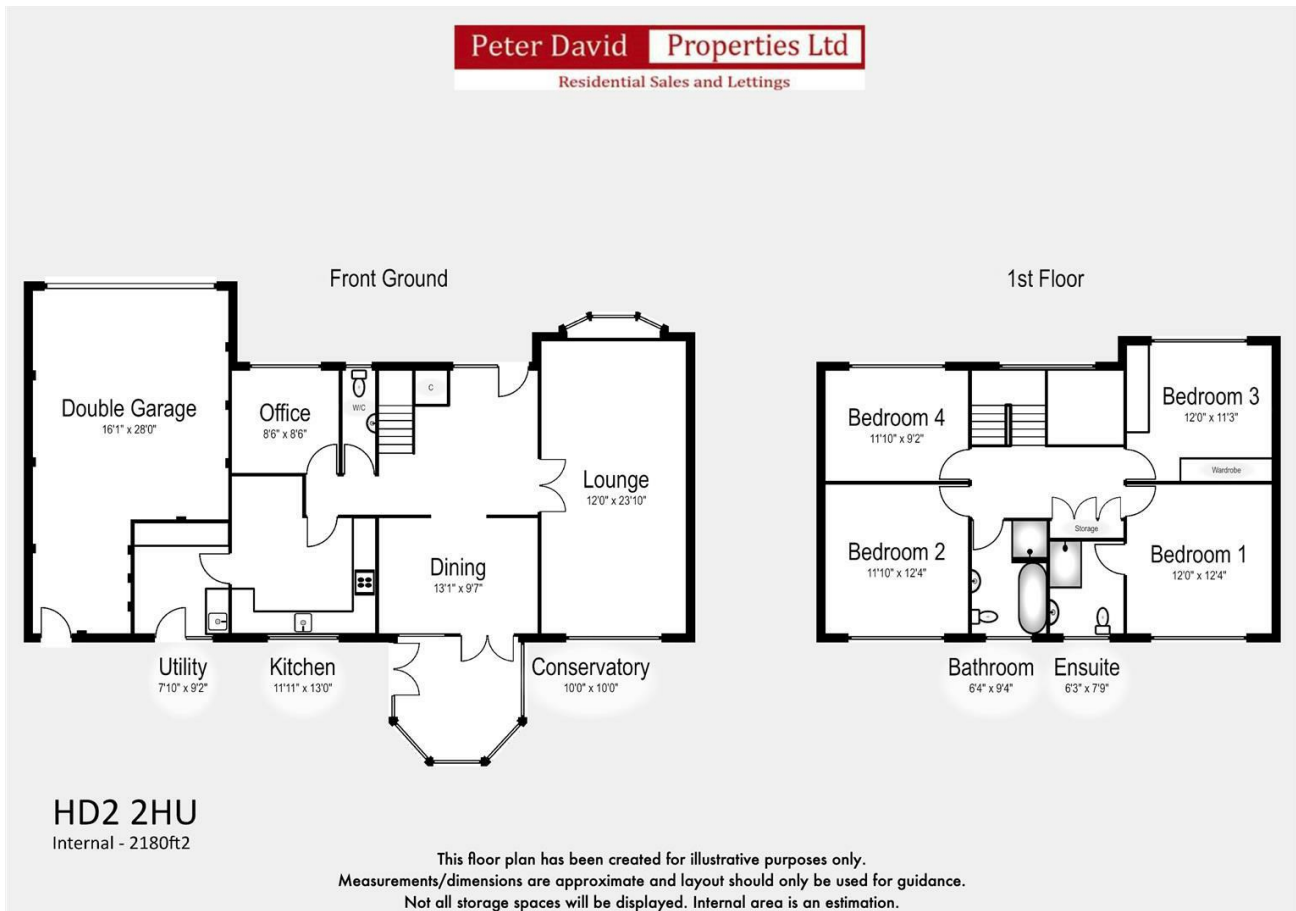 Peter David Properties Ltd
Residential Sales and Lettings
Front Ground
1st Floor
Double Garage
16'1" x 28'0"
Office
8'6" x 8'6"
W/C
C
Lounge
12'0" x 23'10"
Dining
13'1" x 9'7"
Utility
7'10" x 9'2"
Kitchen
11'11" x 13'0"
Conservatory
10'0" x 10'0"
Bedroom 4
11'10" x 9'2"
Bedroom 3
12'0" x 11'3"
Wardrobe
Storage
Bedroom 2
11'10" x 12'4"
Bedroom 1
12'0" x 12'4"
Bathroom
6'4" x 9'4"
Ensuite
6'3" x 7'9"
HD2 2HU
Internal - 2180ft2
This floor plan has been created for illustrative purposes only.
Measurements/dimensions are approximate and layout should only be used for guidance.
Not all storage spaces will be displayed. Internal area is an estimation.